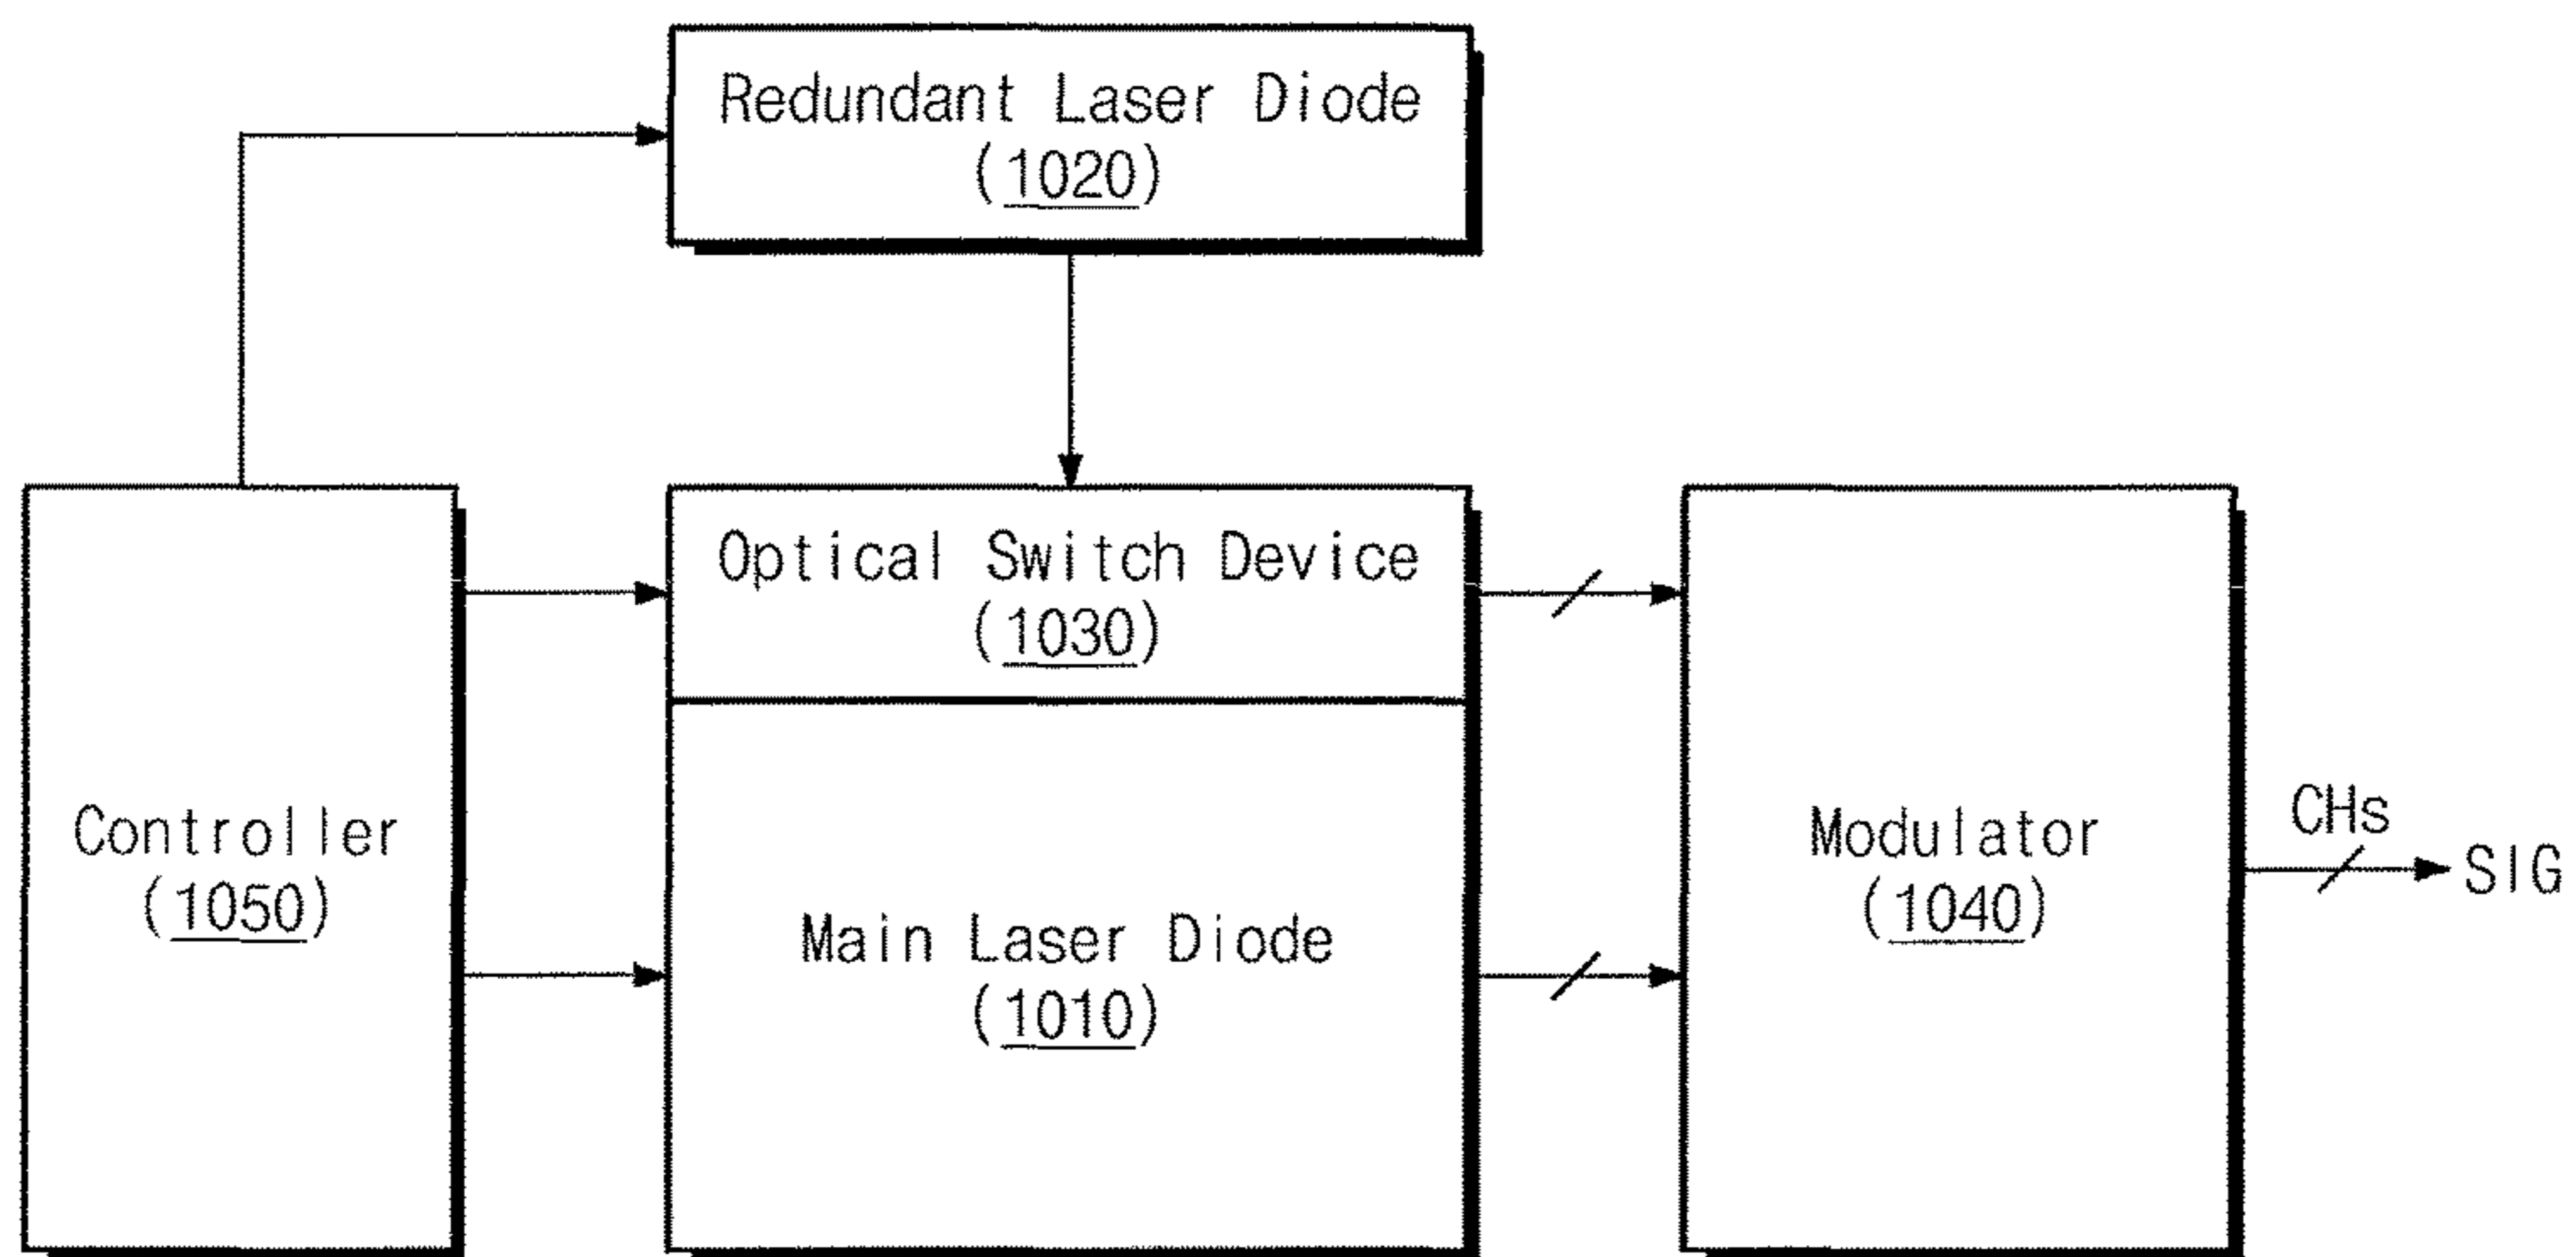 Redundant Laser Diode
(1020)
Optical Switch Device
(1030)
Controller
(1050)
Main Laser Diode
(1010)
Modulator
(1040)
CHs
SIG